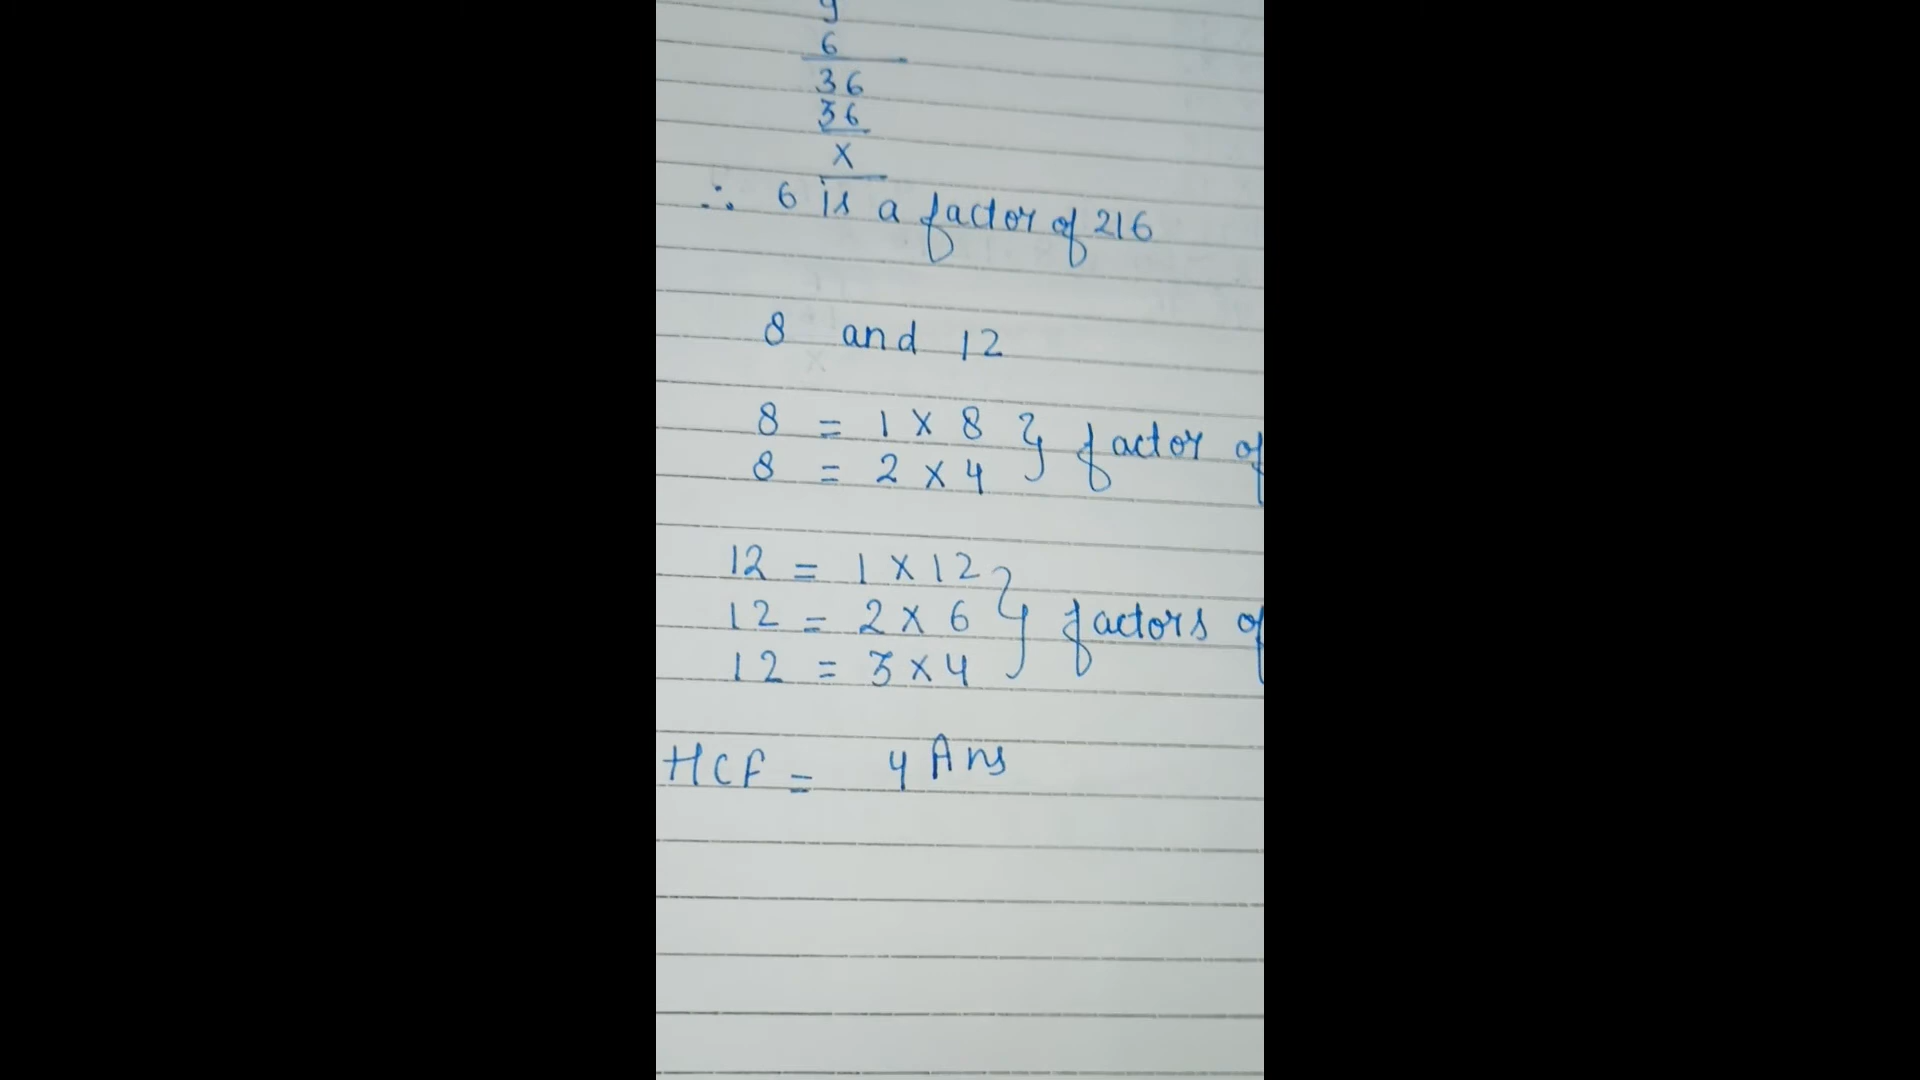 6
36
36
x
∴ 6 is a factor of 216
8 and 12
8 = 1 x 8 } factor of
8 = 2 x 4
12 = 1 x 12
12 = 2 x 6 } factors of
12 = 3 x 4
HCF = 4 Ans